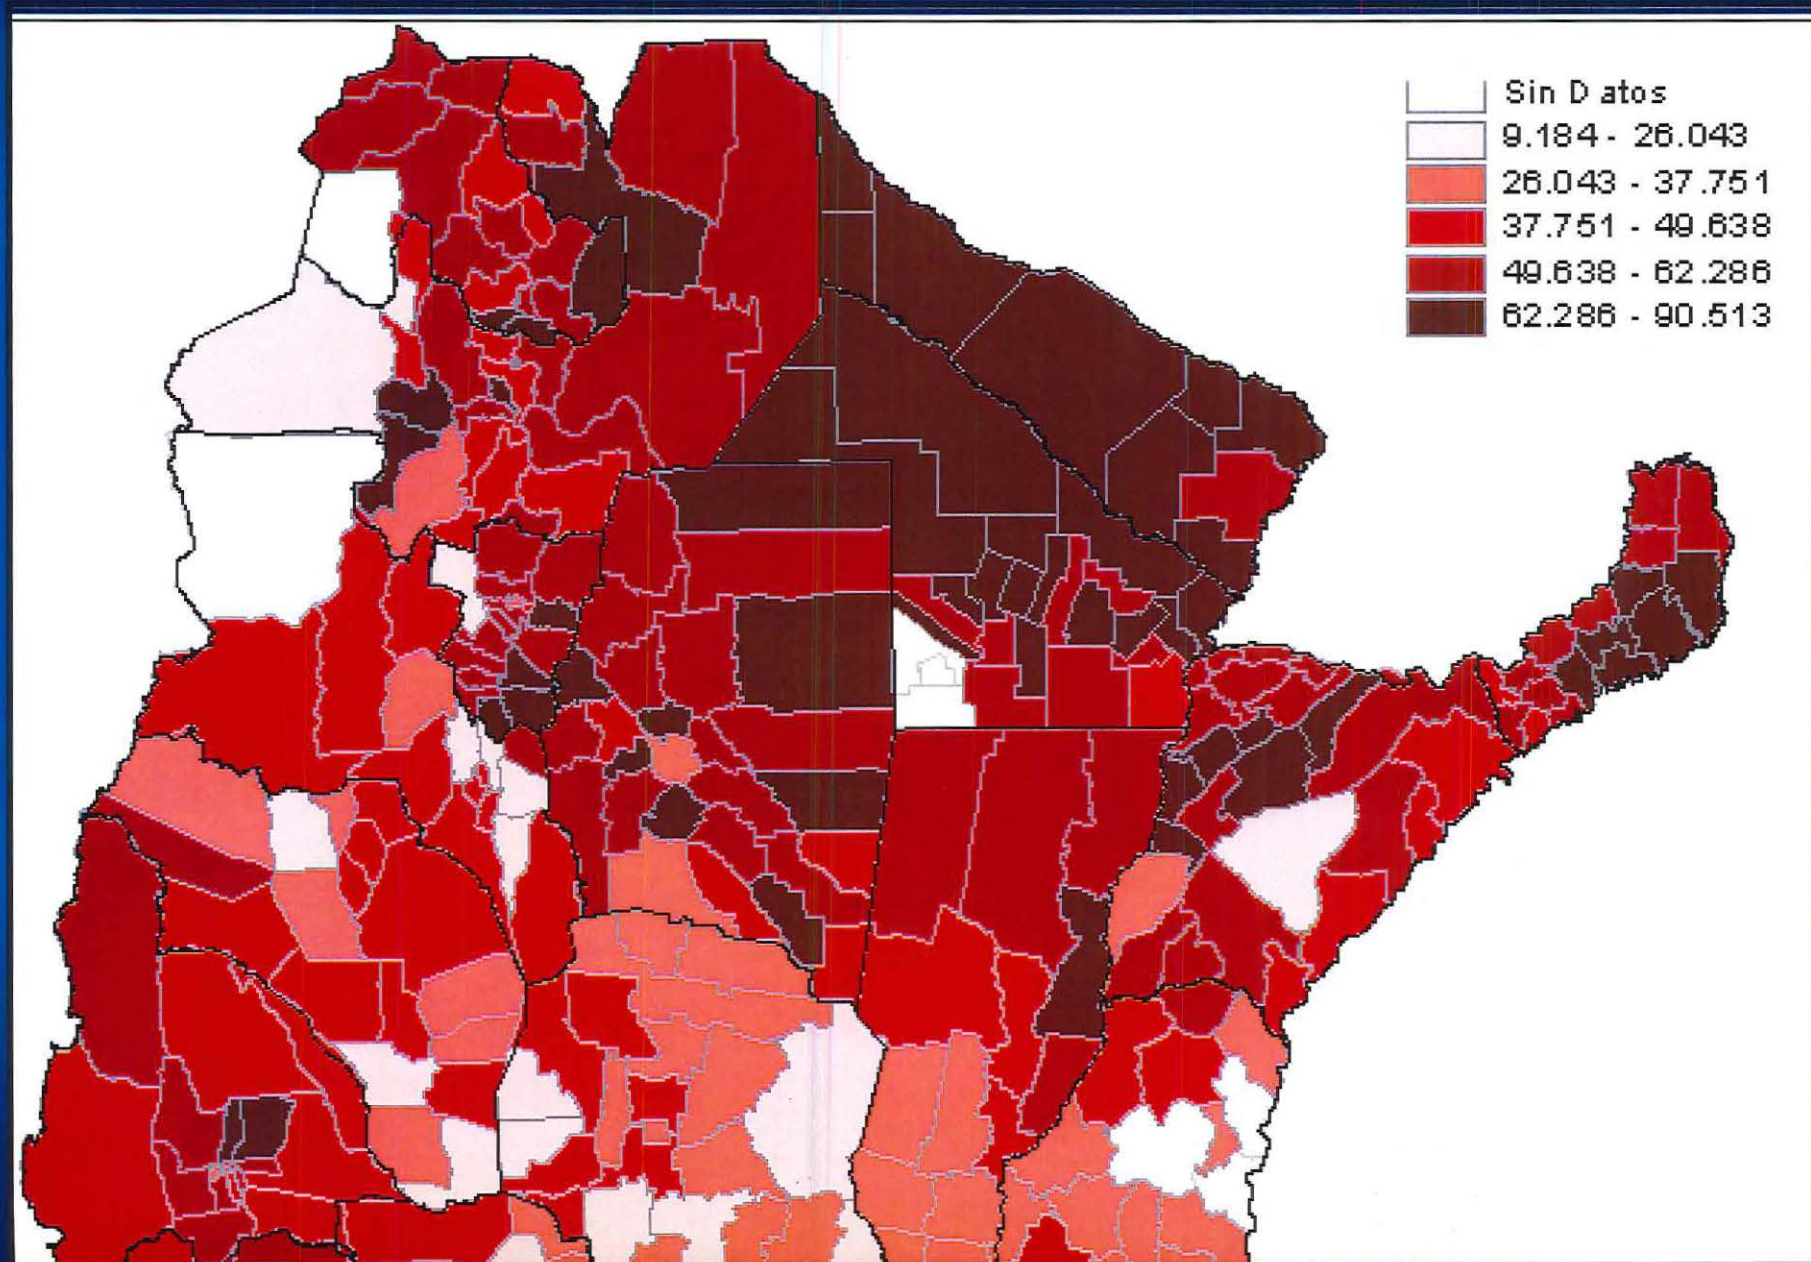 Sin Datos
9.184 - 26.043
26.043 - 37.751
37.751 - 49.638
49.638 - 62.286
62.286 - 90.513